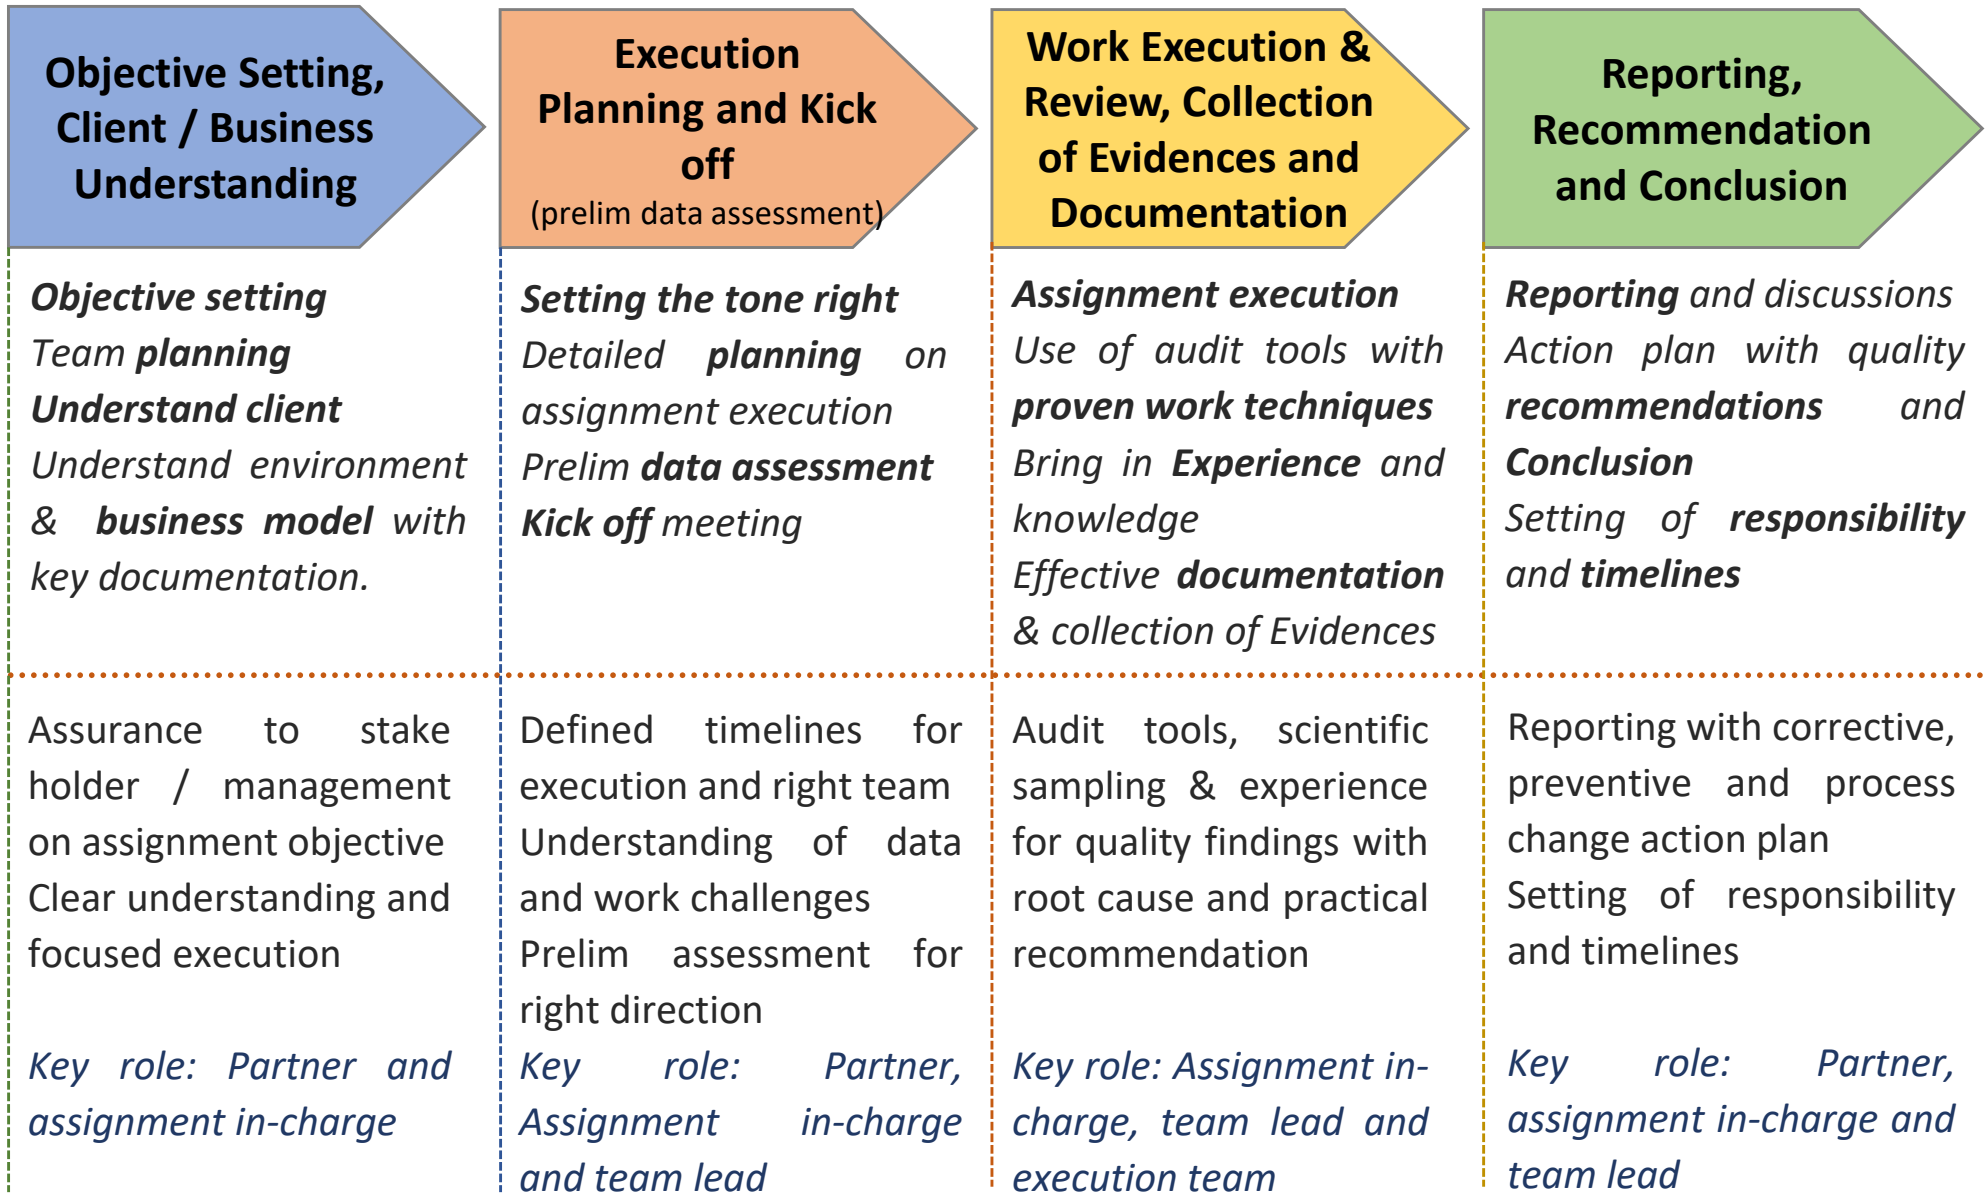 Objective Setting,
Client / Business
Understanding
Execution
Planning and Kick
off
(prelim data assessment)
Work Execution &
Review, Collection
of Evidences and
Documentation
Reporting,
Recommendation
and Conclusion
Objective setting
Team planning
Understand client
Understand environment
& business model with
key documentation.
Setting the tone right
Detailed planning on
assignment execution
Prelim data assessment
Kick off meeting
Assignment execution
Use of audit tools with
proven work techniques
Bring in Experience and
knowledge
Effective documentation
& collection of Evidences
Reporting and discussions
Action plan with quality
recommendations and
Conclusion
Setting of responsibility
and timelines
Assurance to stake
holder / management
on assignment objective
Clear understanding and
focused execution
Key role: Partner and
assignment in-charge
Defined timelines for
execution and right team
Understanding of data
and work challenges
Prelim assessment for
right direction
Key role: Partner,
Assignment in-charge
and team lead
Audit tools, scientific
sampling & experience
for quality findings with
root cause and practical
recommendation
Key role: Assignment in-
charge, team lead and
execution team
Reporting with corrective,
preventive and process
change action plan
Setting of responsibility
and timelines
Key role: Partner,
assignment in-charge and
team lead